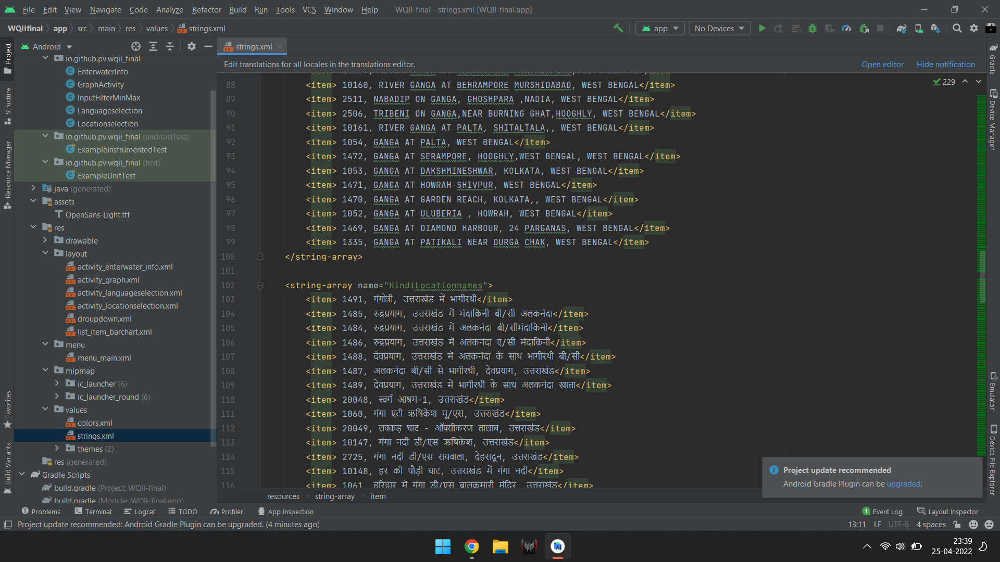 File Edit View Navigate Code Analyze Refactor Build Run Tools VCS Window Help WQII-final - strings.xml [WQII-final.app]
WQIIfinal app src main res values strings.xml app No Devices
Project
Structure
Resource Manager
Favorites
Build Variants
Android
io.github.pv.wqii_final
EnterwaterInfo
GraphActivity
InputFilterMinMax
Languageselection
Locationselection
io.github.pv.wqii_final (androidTest)
ExampleInstrumentedTest
io.github.pv.wqii_final (test)
ExampleUnitTest
java (generated)
assets
OpenSans-Light.ttf
res
drawable
layout
activity_enterwater_info.xml
activity_graph.xml
activity_languageselection.xml
activity_locationselection.xml
droupdown.xml
list_item_barchart.xml
menu
menu_main.xml
mipmap
ic_launcher (6)
ic_launcher_round (6)
values
colors.xml
strings.xml
themes (2)
res (generated)
Gradle Scripts
build.gradle (Project: WQII-final)
build.gradle (Module: WQII-final.app)
strings.xml
Edit translations for all locales in the translations editor. Open editor Hide notification
229
88 <item> 10160, RIVER GANGA AT BEHRAMPORE MURSHIDABAD, WEST BENGAL</item>
89 <item> 2511, NABADIP ON GANGA, GHOSHPARA ,NADIA, WEST BENGAL</item>
90 <item> 2506, TRIBENI ON GANGA,NEAR BURNING GHAT,HOOGHLY, WEST BENGAL</item>
91 <item> 10161, RIVER GANGA AT PALTA, SHITALTALA,, WEST BENGAL</item>
92 <item> 1054, GANGA AT PALTA, WEST BENGAL</item>
93 <item> 1472, GANGA AT SERAMPORE, HOOGHLY,WEST BENGAL, WEST BENGAL</item>
94 <item> 1053, GANGA AT DAKSHMINESHWAR, KOLKATA, WEST BENGAL</item>
95 <item> 1471, GANGA AT HOWRAH-SHIVPUR, WEST BENGAL</item>
96 <item> 1470, GANGA AT GARDEN REACH, KOLKATA,, WEST BENGAL</item>
97 <item> 1052, GANGA AT ULUBERIA , HOWRAH, WEST BENGAL</item>
98 <item> 1469, GANGA AT DIAMOND HARBOUR, 24 PARGANAS, WEST BENGAL</item>
99 <item> 1335, GANGA AT PATIKALI NEAR DURGA CHAK, WEST BENGAL</item>
100 </string-array>
101
102 <string-array name="HindiLocationnames">
103 <item> 1491, गंगोत्री, उत्तराखंड में भागीरथी</item>
104 <item> 1485, रुद्रप्रयाग, उत्तराखंड में मंदाकिनी बी/सी अलकनंदा</item>
105 <item> 1484, रुद्रप्रयाग, उत्तराखंड में अलकनंदा बी/सीमंदाकिनी</item>
106 <item> 1486, रुद्रप्रयाग, उत्तराखंड में अलकनंदा ए/सी मंदाकिनी</item>
107 <item> 1488, देवप्रयाग, उत्तराखंड में अलकनंदा के साथ भागीरथी बी/सी</item>
108 <item> 1487, अलकनंदा बी/सी से भागीरथी, देवप्रयाग, उत्तराखंड</item>
109 <item> 1489, देवप्रयाग, उत्तराखंड में भागीरथी के साथ अलकनंदा खाता</item>
110 <item> 20048, स्वर्ग आश्रम-1, उत्तराखंड</item>
111 <item> 1060, गंगा एटी ऋषिकेश यू/एस, उत्तराखंड</item>
112 <item> 20049, लक्कड़ घाट - ऑक्सीकरण तालाब, उत्तराखंड</item>
113 <item> 10147, गंगा नदी डी/एस ऋषिकेश, उत्तराखंड</item>
114 <item> 2725, गंगा नदी डी/एस रायवाला, देहरादून, उत्तराखंड</item>
115 <item> 10148, हर की पौड़ी घाट, उत्तराखंड में गंगा नदी</item>
116 <item> 1061, हरिद्वार में गंगा डी/एस बालकुमारी मंदिर, उत्तराखंड</item>
Project update recommended
Android Gradle Plugin can be upgraded.
resources string-array item
Gradle
Device Manager
Emulator
Device File Explorer
Problems Terminal Logcat TODO Profiler App Inspection 1 Event Log Layout Inspector
Project update recommended: Android Gradle Plugin can be upgraded. (4 minutes ago) 13:11 LF UTF-8 4 spaces
23:39
25-04-2022